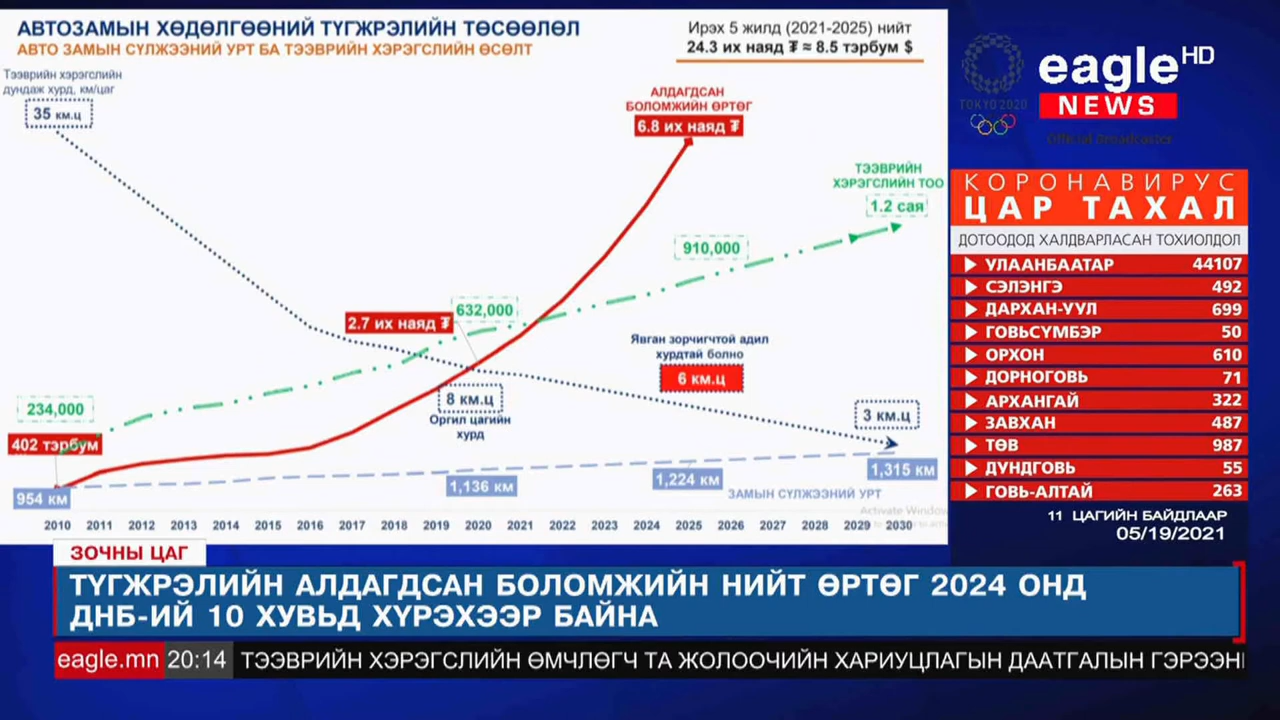 АВТОЗАМЫН ХӨДӨЛГӨӨНИЙ ТҮГЖРЭЛИЙН ТӨСӨӨЛӨЛ
АВТО ЗАМЫН СҮЛЖЭЭНИЙ УРТ БА ТЭЭВРИЙН ХЭРЭГСЛИЙН ӨСӨЛТ
Ирэх 5 жилд (2021-2025) нийт
24.3 их наяд ₮ ≈ 8.5 тэрбум $
Тээврийн хэрэгслийн
дундаж хурд, км/цаг
35 км.ц
АЛДАГДСАН
БОЛОМЖИЙН ӨРТӨГ
6.8 их наяд ₮
ТЭЭВРИЙН
ХЭРЭГСЛИЙН ТОО
1.2 сая
910,000
632,000
2.7 их наяд ₮
Явган зорчигчтой адил
хурдтай болно
6 км.ц
8 км.ц
Оргил цагийн
хурд
3 км.ц
234,000
402 тэрбум
954 км
1,136 км
1,224 км
1,315 км
ЗАМЫН СҮЛЖЭЭНИЙ УРТ
Activate Window
2010 2011 2012 2013 2014 2015 2016 2017 2018 2019 2020 2021 2022 2023 2024 2025 2026 2027 2028 2029 2030
TOKYO 2020
eagle HD
NEWS
Official Broadcaster
КОРОНАВИРУС
ЦАР ТАХАЛ
ДОТООДОД ХАЛДВАРЛАСАН ТОХИОЛДОЛ
УЛААНБААТАР 44107
СЭЛЭНГЭ 492
ДАРХАН-УУЛ 699
ГОВЬСҮМБЭР 50
ОРХОН 610
ДОРНОГОВЬ 71
АРХАНГАЙ 322
ЗАВХАН 487
ТӨВ 987
ДУНДГОВЬ 55
ГОВЬ-АЛТАЙ 263
11 ЦАГИЙН БАЙДЛААР
05/19/2021
ЗОЧНЫ ЦАГ
ТҮГЖРЭЛИЙН АЛДАГДСАН БОЛОМЖИЙН НИЙТ ӨРТӨГ 2024 ОНД
ДНБ-ИЙ 10 ХУВЬД ХҮРЭХЭЭР БАЙНА
eagle.mn 20:14 ТЭЭВРИЙН ХЭРЭГСЛИЙН ӨМЧЛӨГЧ ТА ЖОЛООЧИЙН ХАРИУЦЛАГЫН ДААТГАЛЫН ГЭРЭЭН